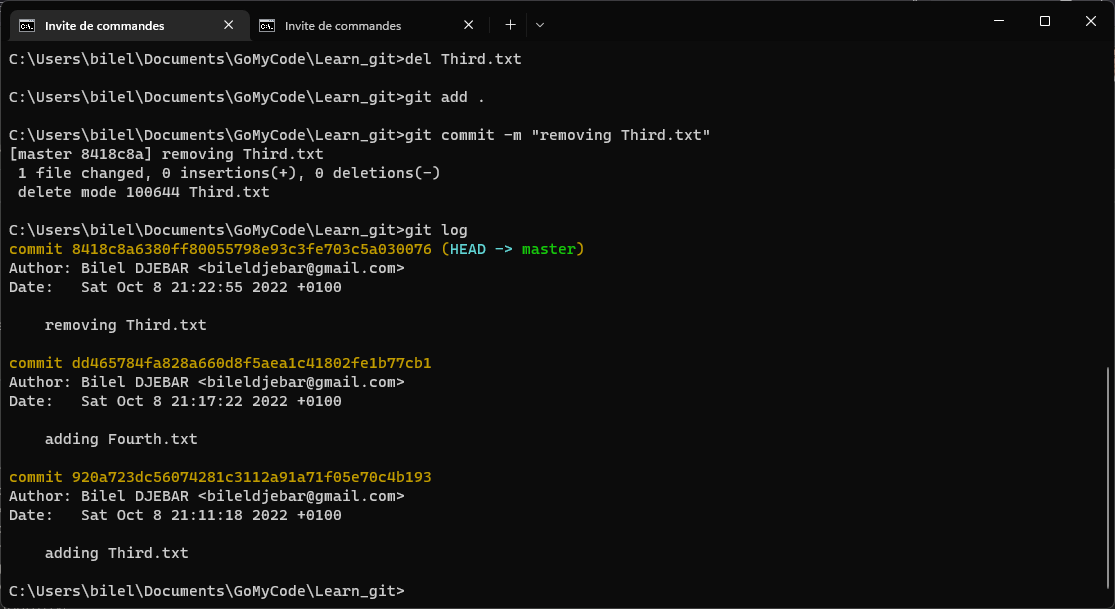 Invite de commandes
Invite de commandes
C:\Users\bilel\Documents\GoMyCode\Learn_git>del Third.txt
C:\Users\bilel\Documents\GoMyCode\Learn_git>git add .
C:\Users\bilel\Documents\GoMyCode\Learn_git>git commit -m "removing Third.txt"
[master 8418c8a] removing Third.txt
 1 file changed, 0 insertions(+), 0 deletions(-)
 delete mode 100644 Third.txt
C:\Users\bilel\Documents\GoMyCode\Learn_git>git log
commit 8418c8a6380ff80055798e93c3fe703c5a030076 (HEAD -> master)
Author: Bilel DJEBAR <bileldjebar@gmail.com>
Date:   Sat Oct 8 21:22:55 2022 +0100
    removing Third.txt
commit dd465784fa828a660d8f5aea1c41802fe1b77cb1
Author: Bilel DJEBAR <bileldjebar@gmail.com>
Date:   Sat Oct 8 21:17:22 2022 +0100
    adding Fourth.txt
commit 920a723dc56074281c3112a91a71f05e70c4b193
Author: Bilel DJEBAR <bileldjebar@gmail.com>
Date:   Sat Oct 8 21:11:18 2022 +0100
    adding Third.txt
C:\Users\bilel\Documents\GoMyCode\Learn_git>